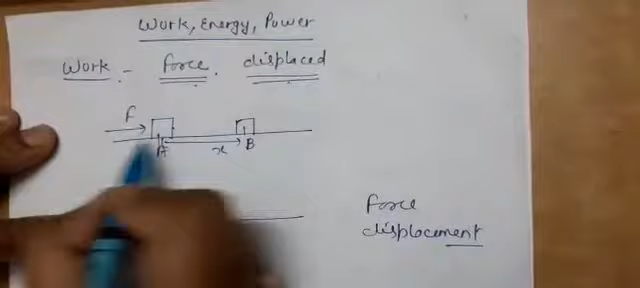 Work, Energy, Power
Work - force. displaced
F
A x B
force
displacement